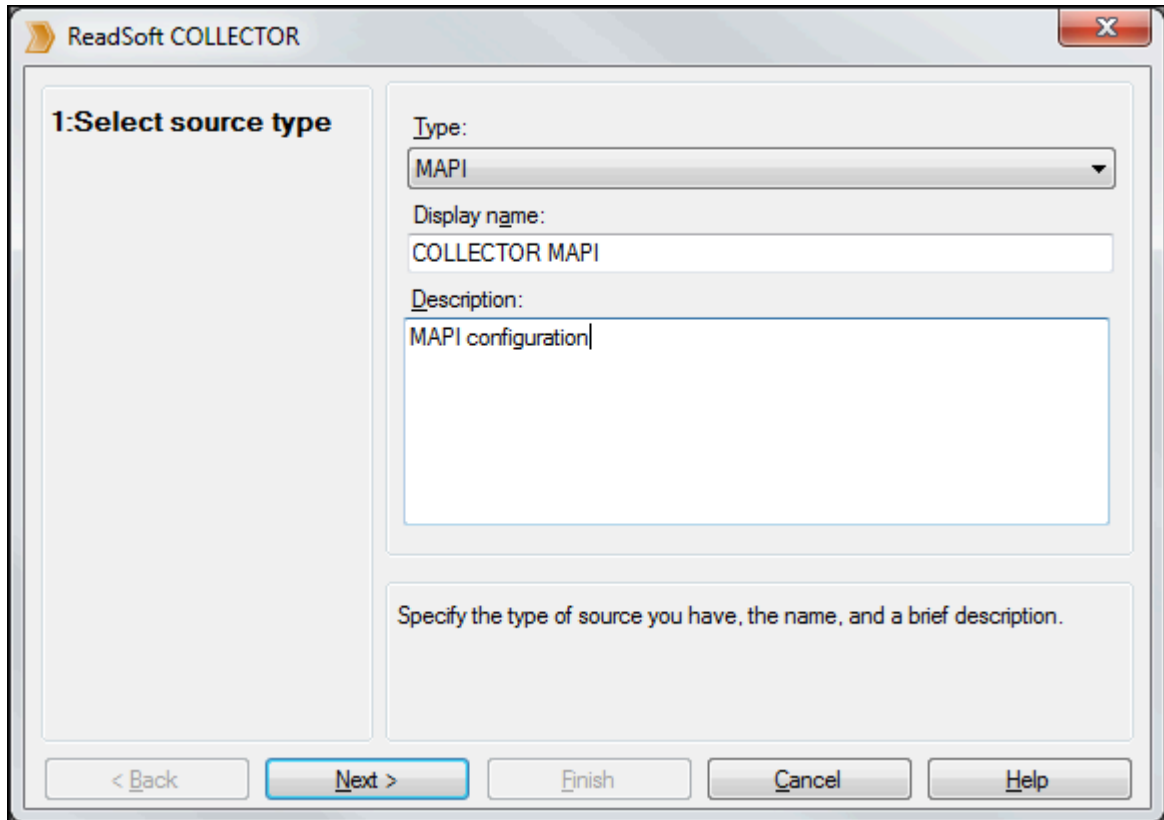 ReadSoft COLLECTOR
1:Select source type
Type:
MAPI
Display name:
COLLECTOR MAPI
Description:
MAPI configuration
Specify the type of source you have, the name, and a brief description.
< Back Next > Finish Cancel Help